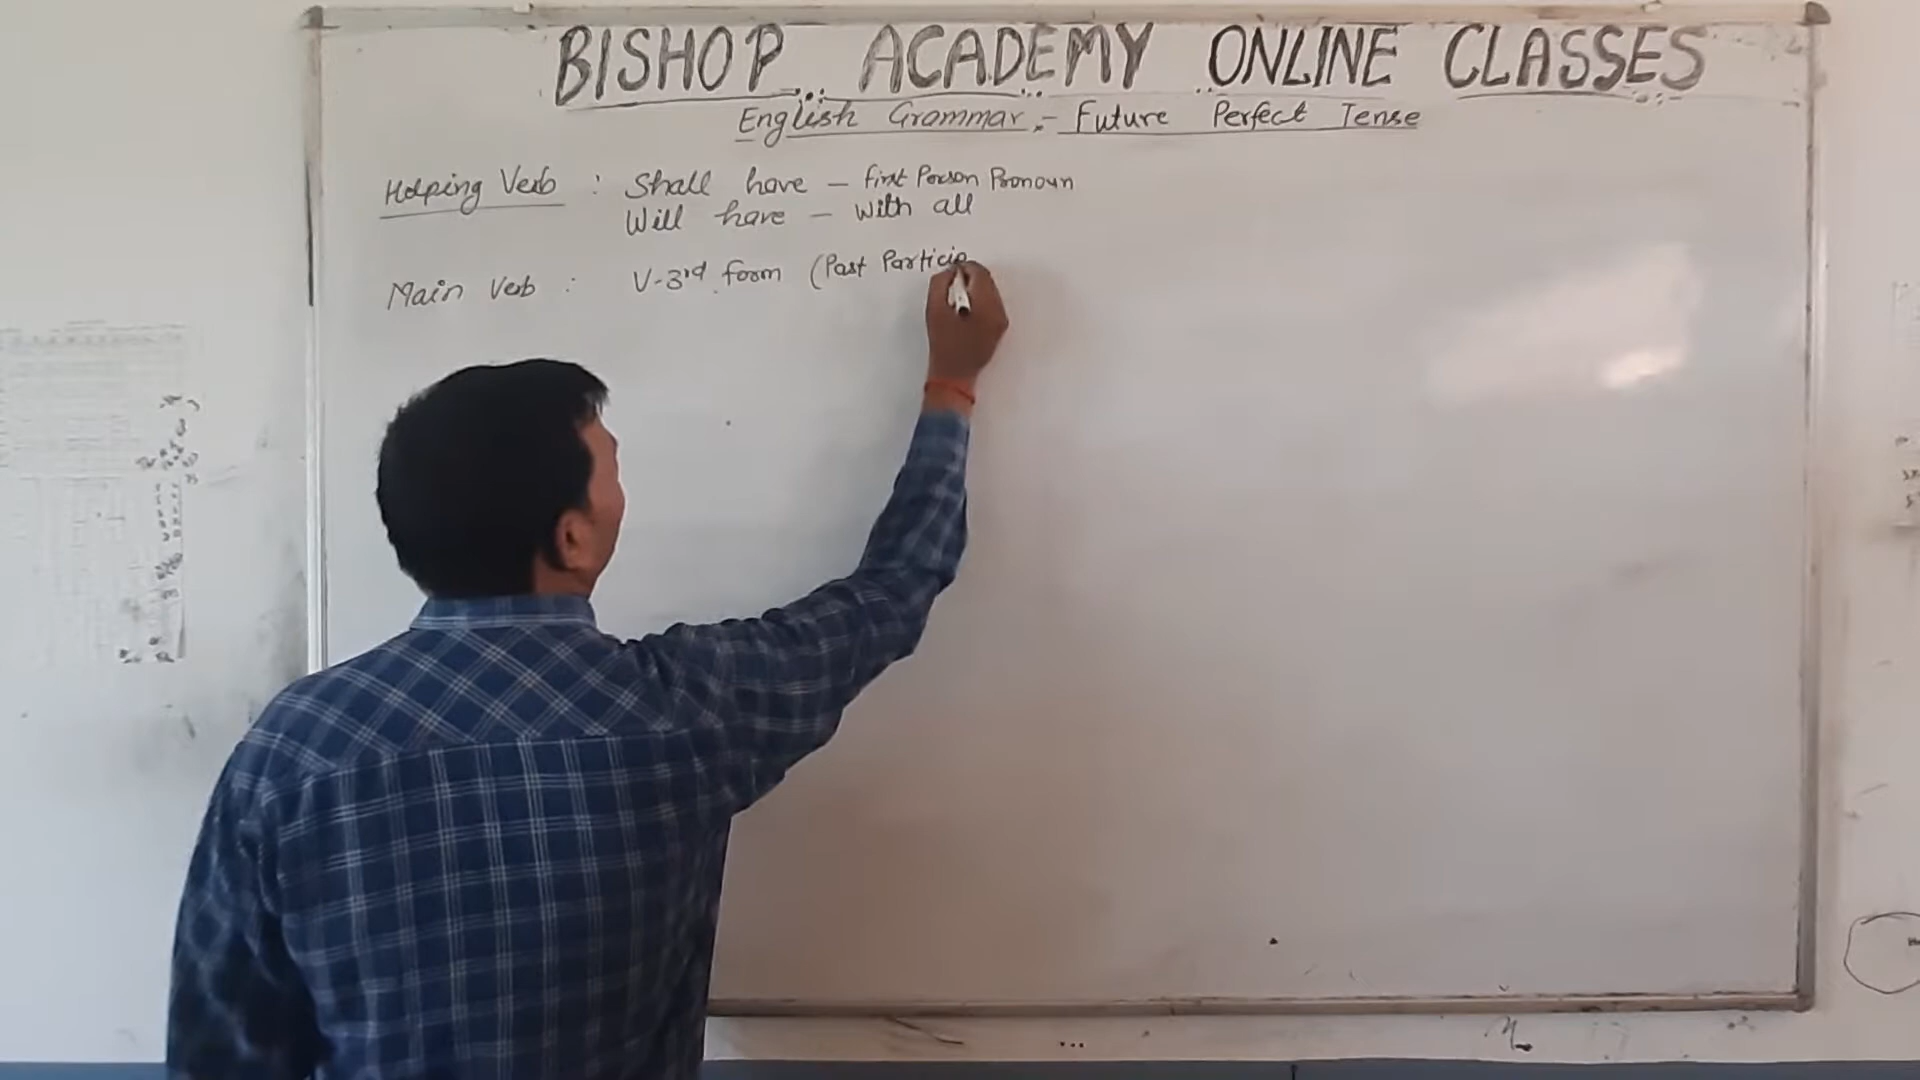 BISHOP ACADEMY ONLINE CLASSES
English Grammar :- Future Perfect Tense
Helping Verb : Shall have - first Person Pronoun
Will have - With all
Main Verb : V-3rd form (Past Particip